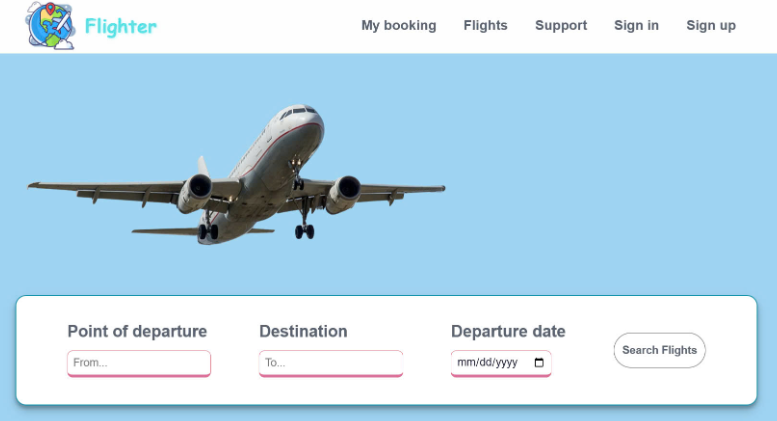 Flighter
My booking Flights Support Sign in Sign up
Point of departure Destination Departure date
From... To... mm/dd/yyyy
Search Flights